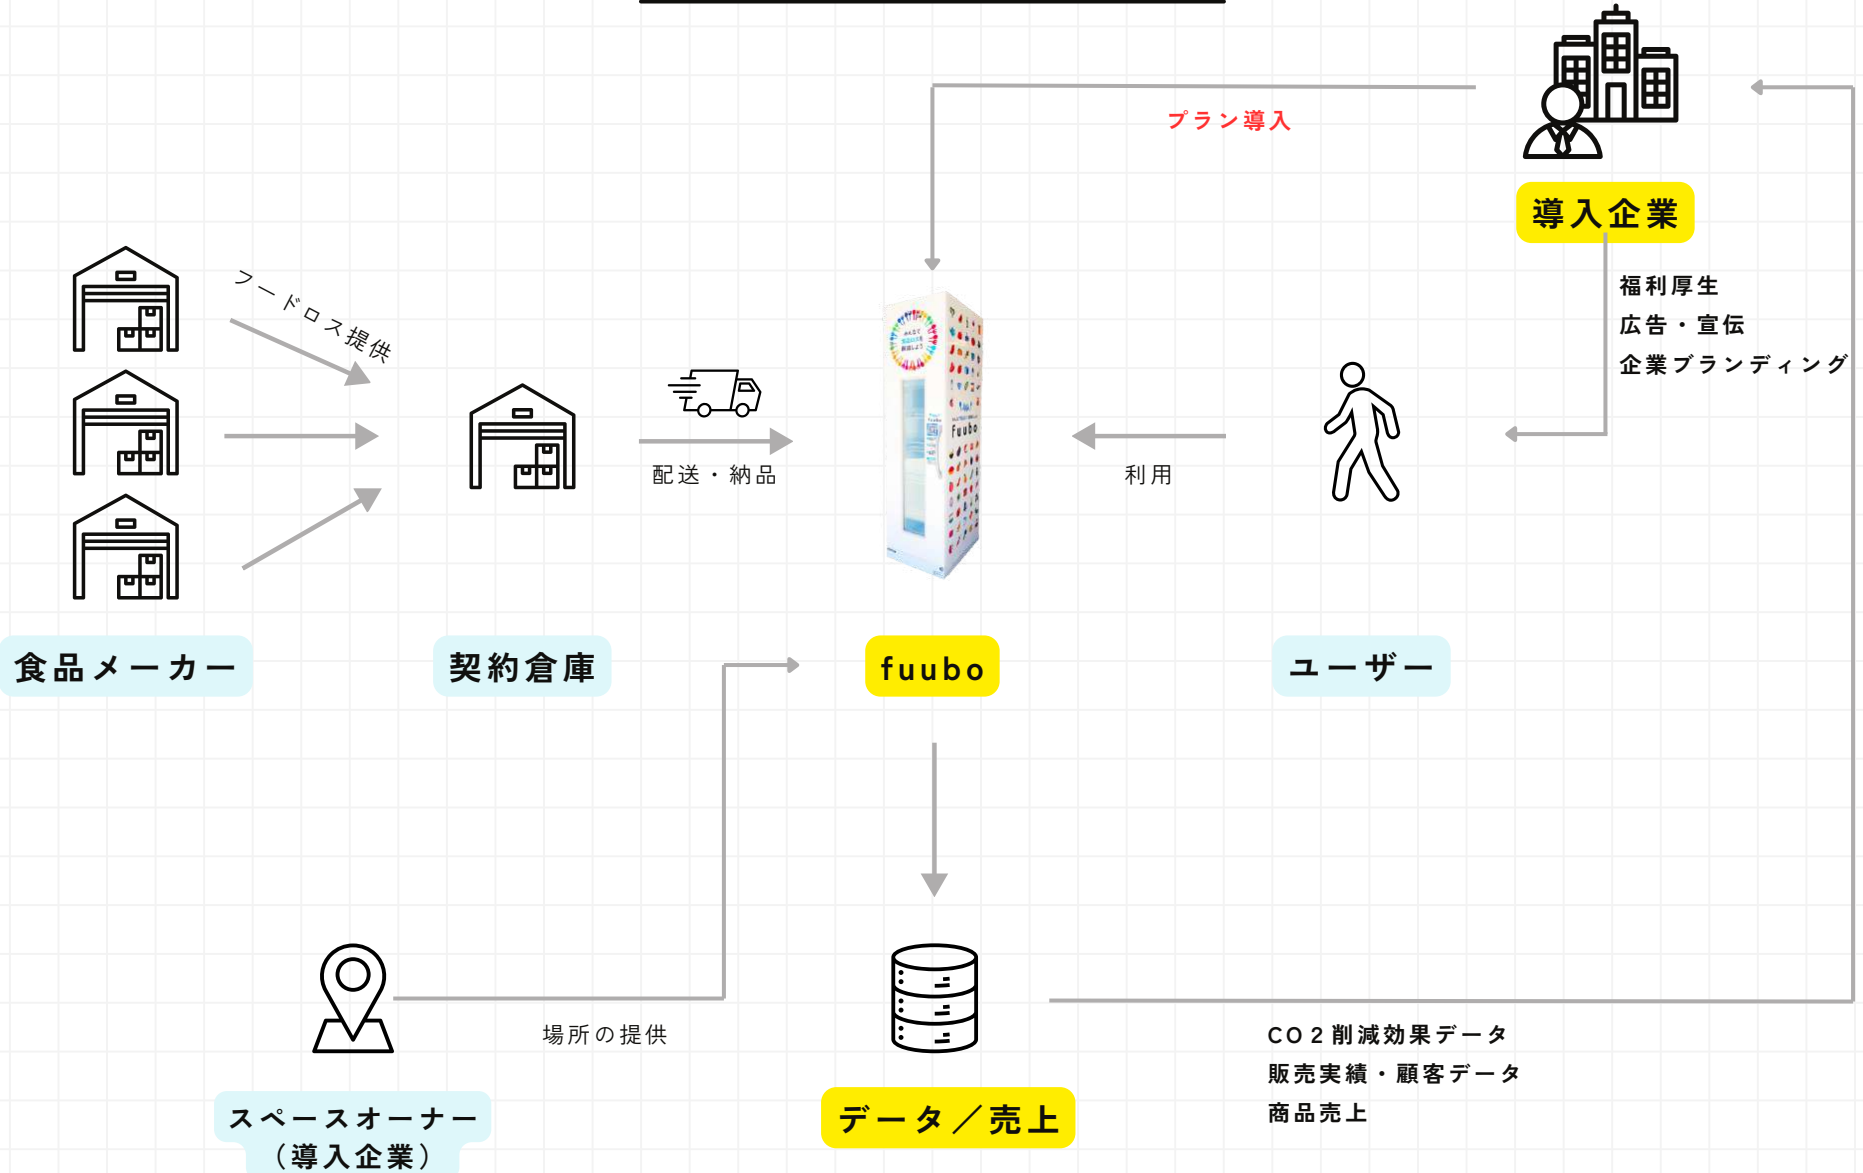 プラン導入
導入企業
福利厚生
広告・宣伝
企業ブランディング
フードロス提供
配送・納品
fuubo
利用
食品メーカー
契約倉庫
fuubo
ユーザー
場所の提供
スペースオーナー
（導入企業）
データ／売上
CO2削減効果データ
販売実績・顧客データ
商品売上